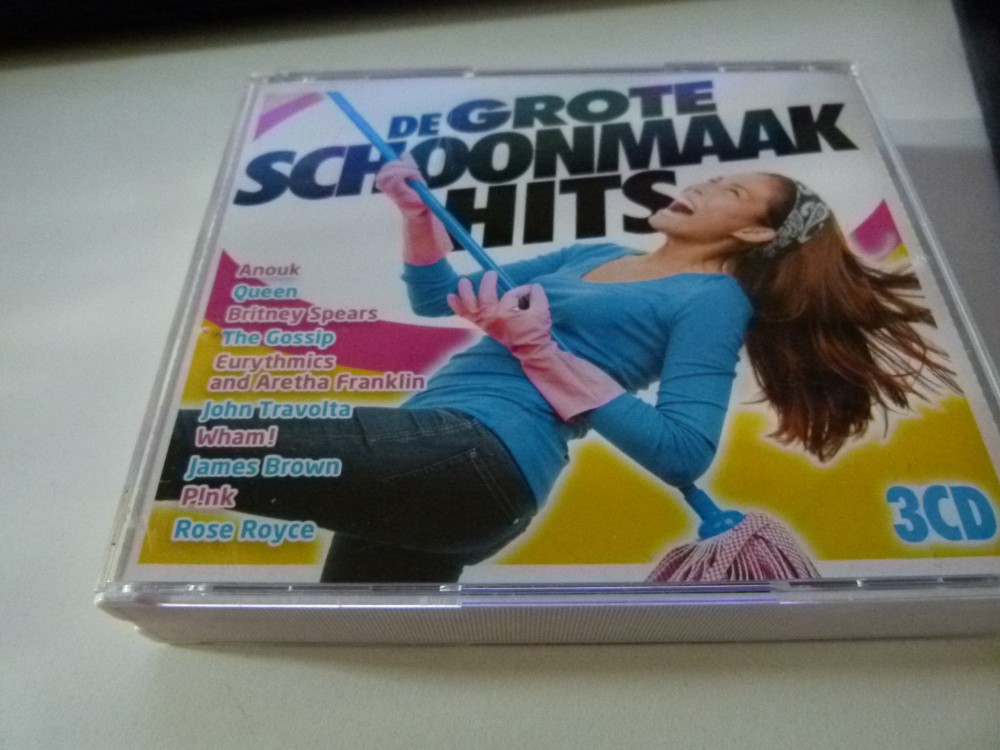 DE GROTE
SCHOONMAAK
HITS
Anouk
Queen
Britney Spears
The Gossip
Eurythmics
and Aretha Franklin
John Travolta
Wham!
James Brown
P!nk
Rose Royce
3CD